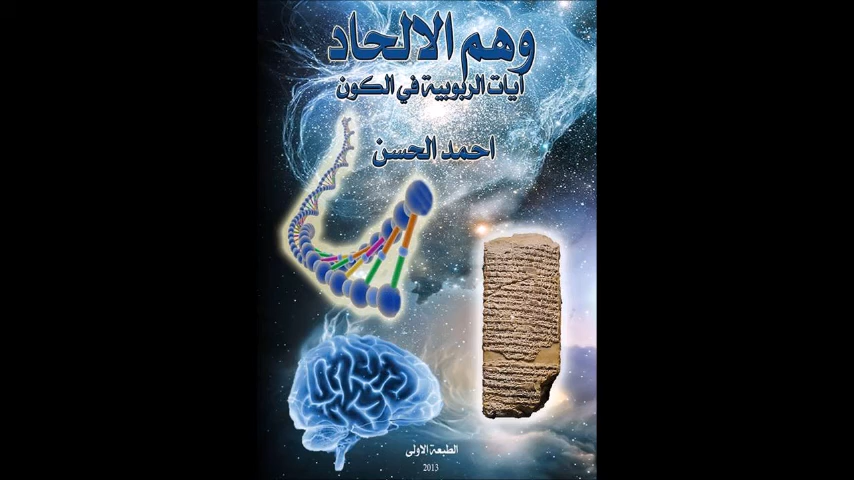 وهم الالحاد
آيات الربوبية في الكون
احمد الحسن
الطبعة الاولى
2013